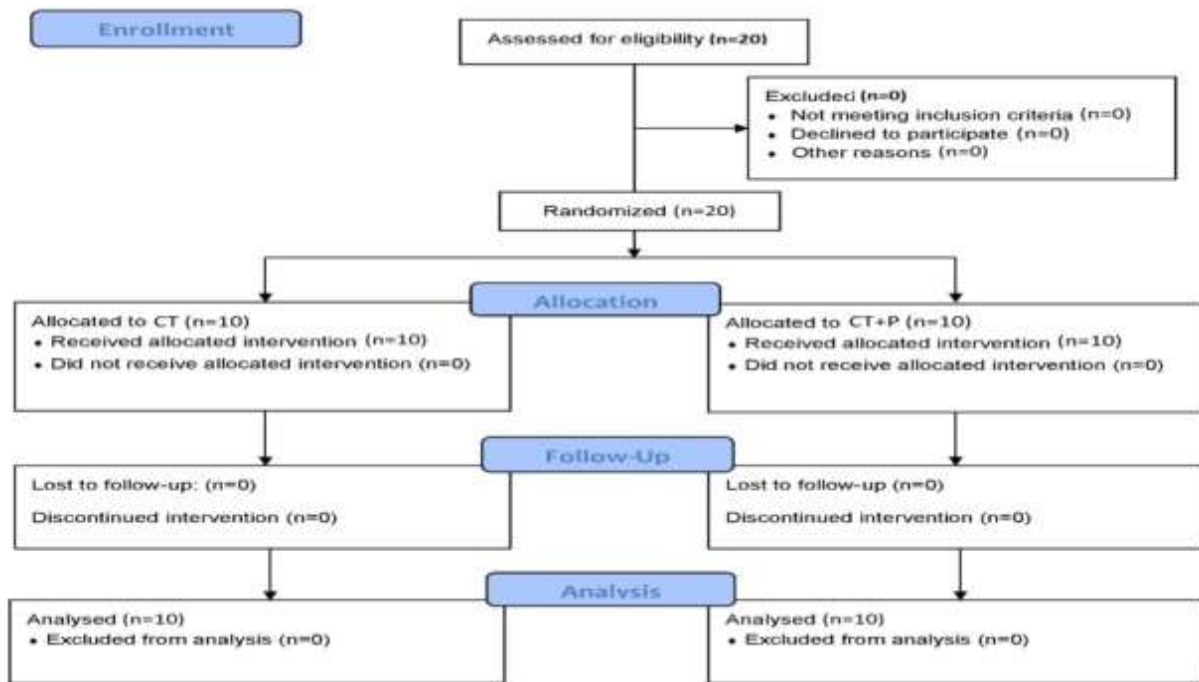 Enrollment
Assessed for eligibility (n=20)
Excluded (n=0)
• Not meeting inclusion criteria (n=0)
• Declined to participate (n=0)
• Other reasons (n=0)
Randomized (n=20)
Allocation
Allocated to CT (n=10)
• Received allocated intervention (n=10)
• Did not receive allocated intervention (n=0)
Allocated to CT+P (n=10)
• Received allocated intervention (n=10)
• Did not receive allocated intervention (n=0)
Follow-Up
Lost to follow-up: (n=0)
Discontinued intervention (n=0)
Lost to follow-up (n=0)
Discontinued intervention (n=0)
Analysis
Analysed (n=10)
• Excluded from analysis (n=0)
Analysed (n=10)
• Excluded from analysis (n=0)